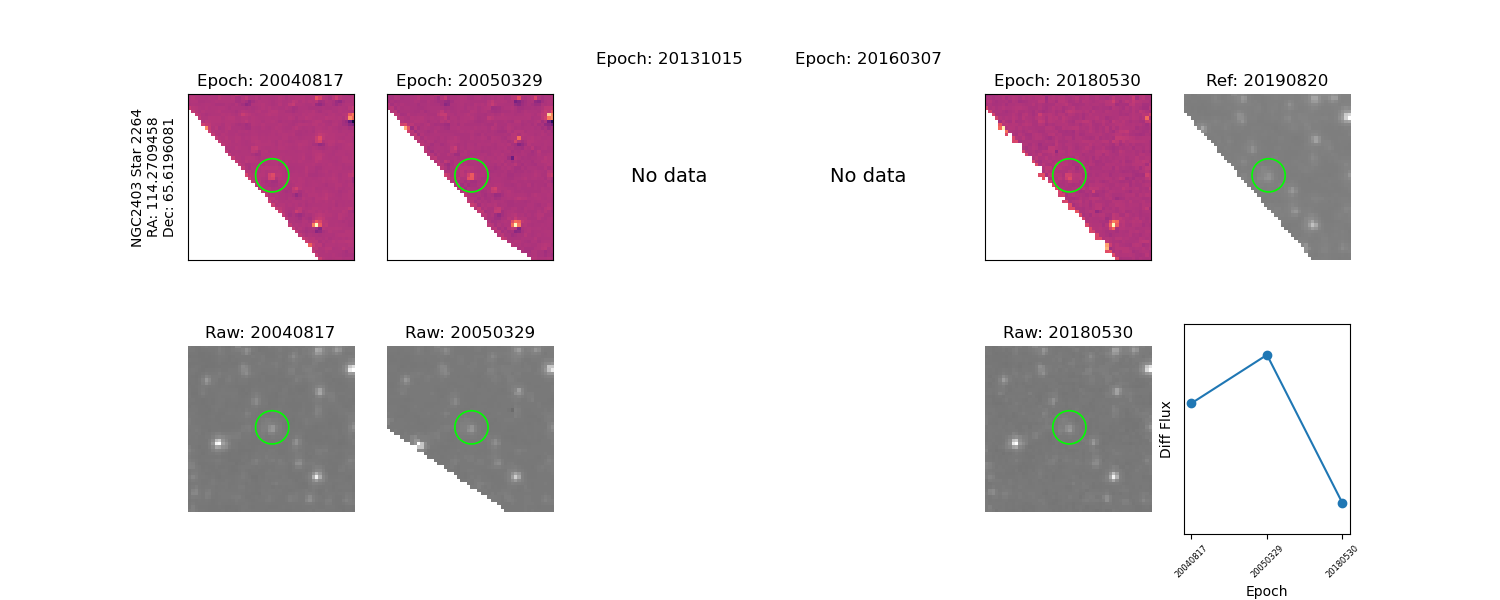 Epoch: 20040817
Epoch: 20050329
Epoch: 20131015
Epoch: 20160307
Epoch: 20180530
Ref: 20190820
NGC2403 Star 2264
RA: 114.2709458
Dec: 65.6196081
No data
No data
Raw: 20040817
Raw: 20050329
Raw: 20180530
Diff Flux
20040817
20050329
20180530
Epoch